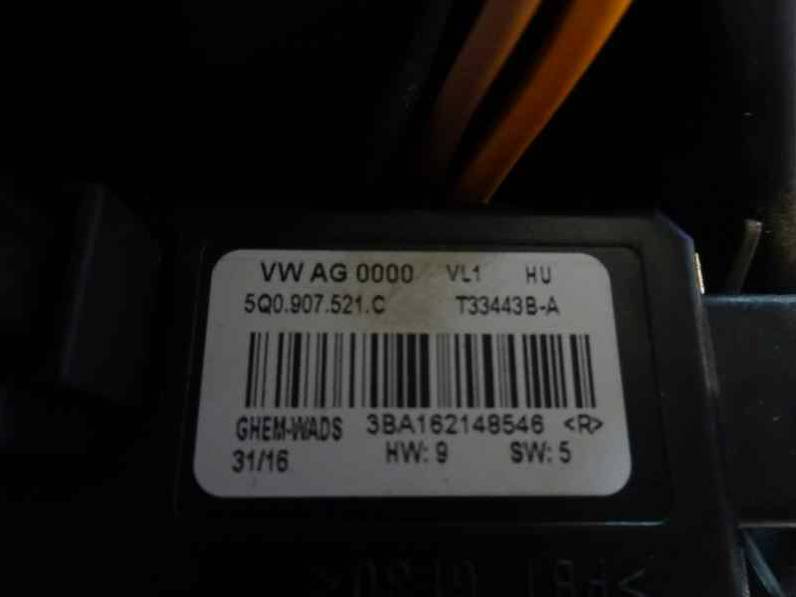 VW AG 0000 VL1 HU
5Q0.907.521.C T33443B-A
GHEM-WADS 3BA162148546 <R>
31/16 HW: 9 SW: 5